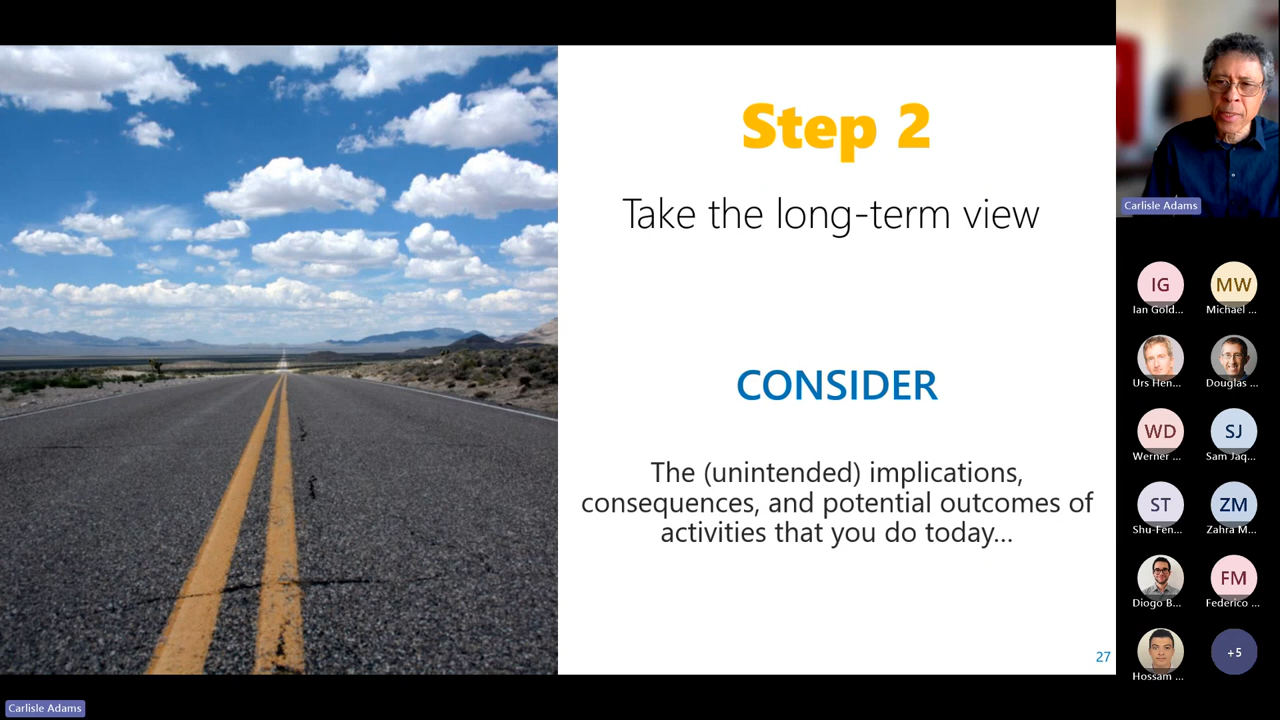 Step 2
Take the long-term view
CONSIDER
The (unintended) implications,
consequences, and potential outcomes of
activities that you do today...
27
Carlisle Adams
IG
Ian Gold...
MW
Michael ...
Urs Hen...
Douglas ...
WD
Werner ...
SJ
Sam Jaq...
ST
Shu-Fen...
ZM
Zahra M...
Diogo B...
FM
Federico ...
Hossam ...
+5
Carlisle Adams